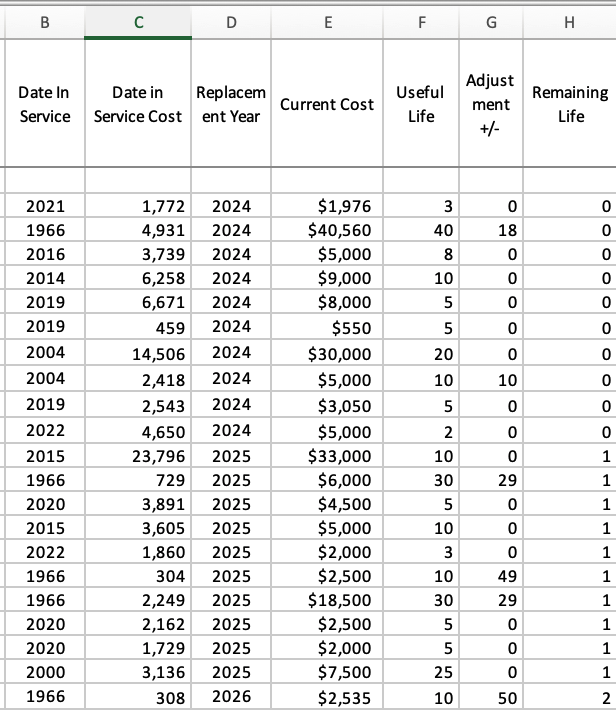 B C D E F G H
Date In Service Date in Service Cost Replacem ent Year Current Cost Useful Life Adjust ment +/- Remaining Life
2021 1,772 2024 $1,976 3 0 0
1966 4,931 2024 $40,560 40 18 0
2016 3,739 2024 $5,000 8 0 0
2014 6,258 2024 $9,000 10 0 0
2019 6,671 2024 $8,000 5 0 0
2019 459 2024 $550 5 0 0
2004 14,506 2024 $30,000 20 0 0
2004 2,418 2024 $5,000 10 10 0
2019 2,543 2024 $3,050 5 0 0
2022 4,650 2024 $5,000 2 0 0
2015 23,796 2025 $33,000 10 0 1
1966 729 2025 $6,000 30 29 1
2020 3,891 2025 $4,500 5 0 1
2015 3,605 2025 $5,000 10 0 1
2022 1,860 2025 $2,000 3 0 1
1966 304 2025 $2,500 10 49 1
1966 2,249 2025 $18,500 30 29 1
2020 2,162 2025 $2,500 5 0 1
2020 1,729 2025 $2,000 5 0 1
2000 3,136 2025 $7,500 25 0 1
1966 308 2026 $2,535 10 50 2